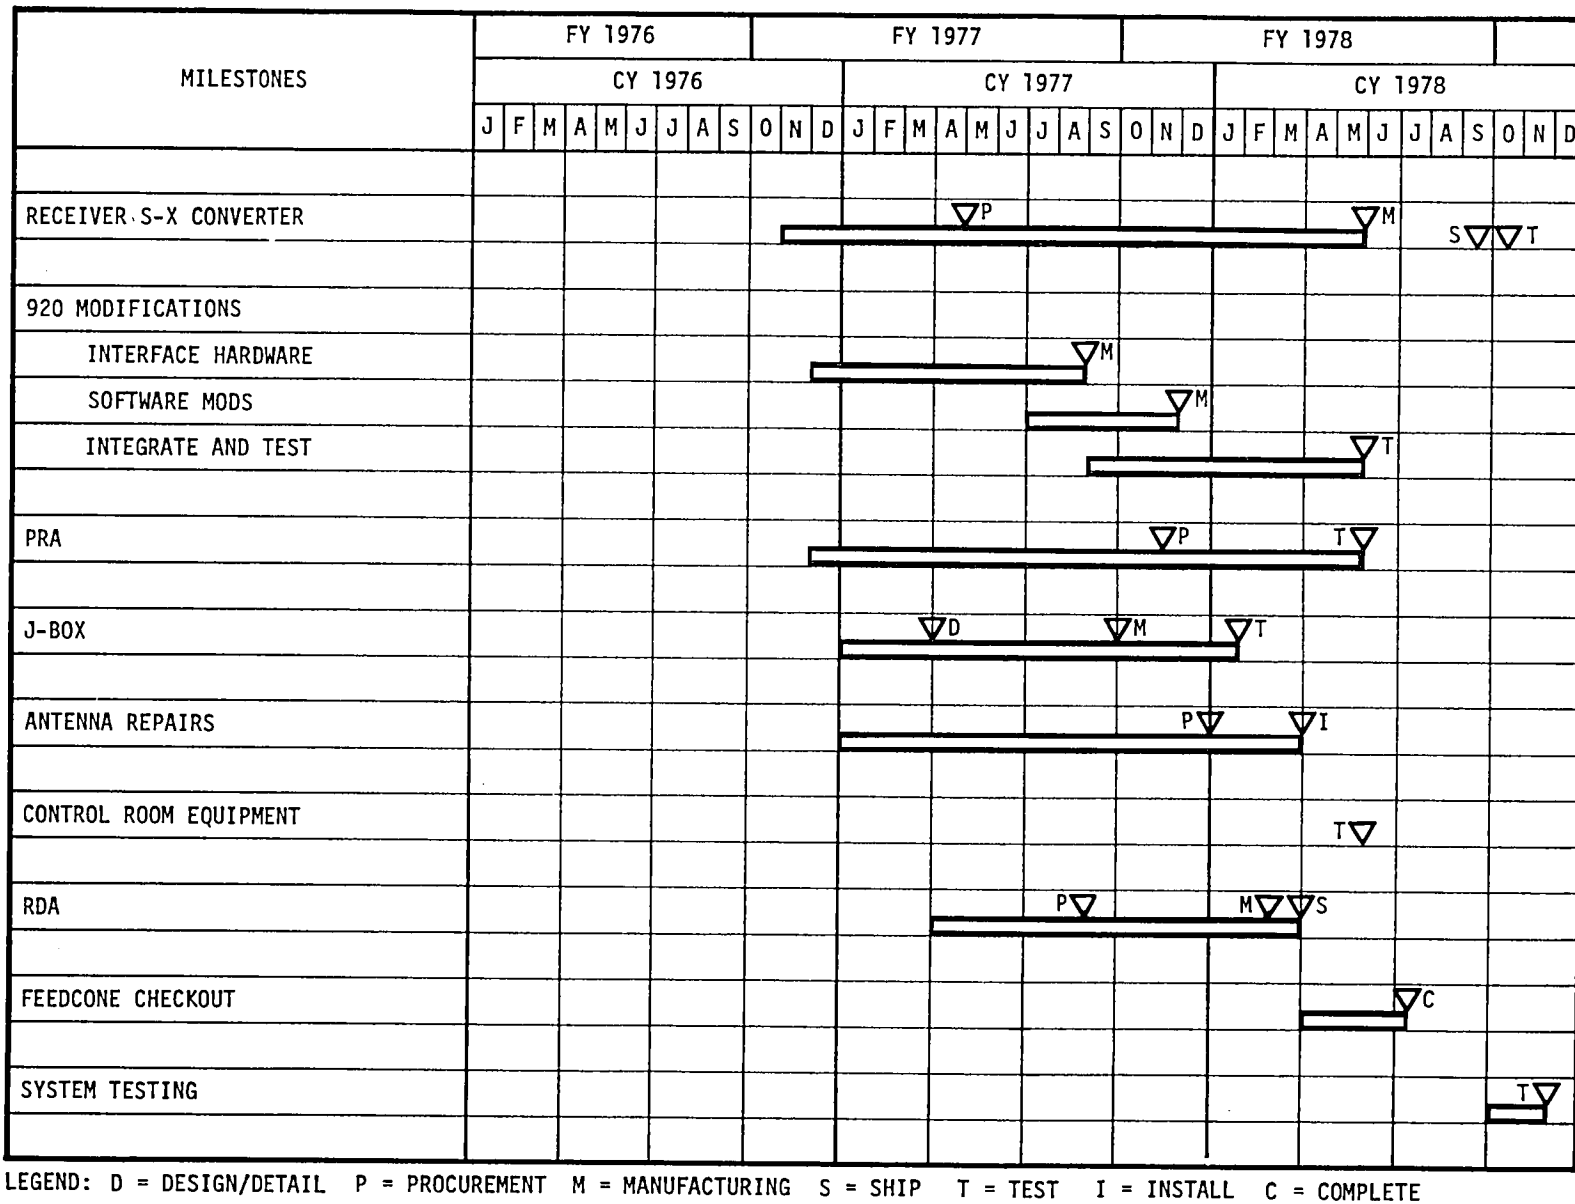 MILESTONES
FY 1976 FY 1977 FY 1978
CY 1976 CY 1977 CY 1978
J F M A M J J A S O N D J F M A M J J A S O N D J F M A M J J A S O N D
RECEIVER S-X CONVERTER P M
S T
920 MODIFICATIONS
INTERFACE HARDWARE M
SOFTWARE MODS M
INTEGRATE AND TEST T
PRA P T
J-BOX D M T
ANTENNA REPAIRS P I
CONTROL ROOM EQUIPMENT
T
RDA P M S
FEEDCONE CHECKOUT C
SYSTEM TESTING T
LEGEND: D = DESIGN/DETAIL P = PROCUREMENT M = MANUFACTURING S = SHIP T = TEST I = INSTALL C = COMPLETE